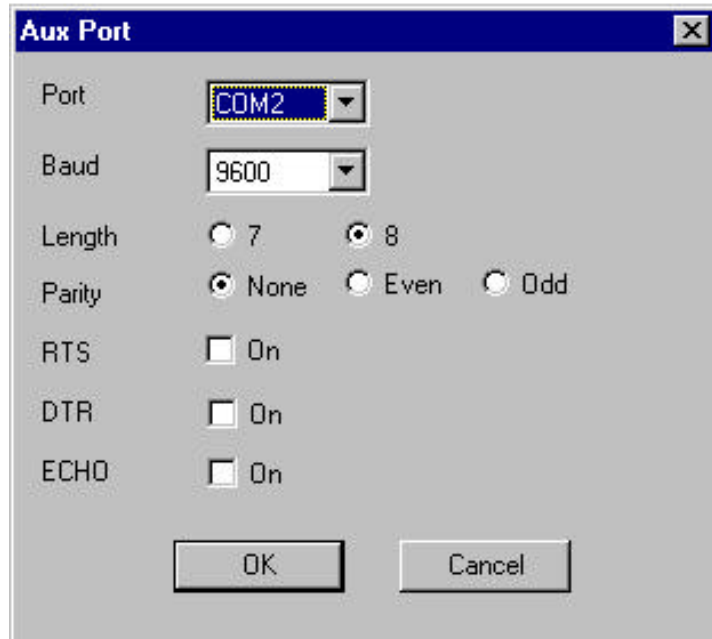 Aux Port
Port COM2
Baud 9600
Length 7 8
Parity None Even Odd
RTS On
DTR On
ECHO On
OK Cancel